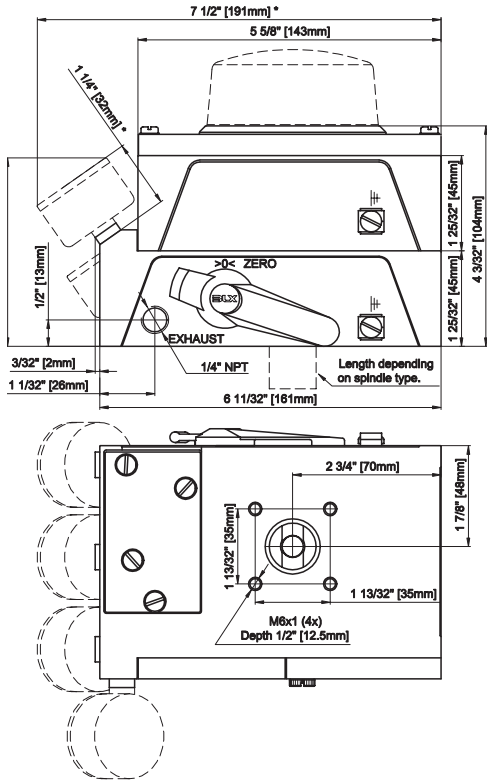 7 1/2" [191mm] *
5 5/8" [143mm]
1 1/4" [32mm] *
1 25/32" [45mm]
4 3/32" [104mm]
1/2" [13mm]
>0< ZERO
1 25/32" [45mm]
EXHAUST
3/32" [2mm]
1/4" NPT
Length depending
on spindle type.
1 1/32" [26mm]
6 11/32" [161mm]
2 3/4" [70mm]
1 7/8" [48mm]
1 13/32" [35mm]
1 13/32" [35mm]
M6x1 (4x)
Depth 1/2" [12.5mm]